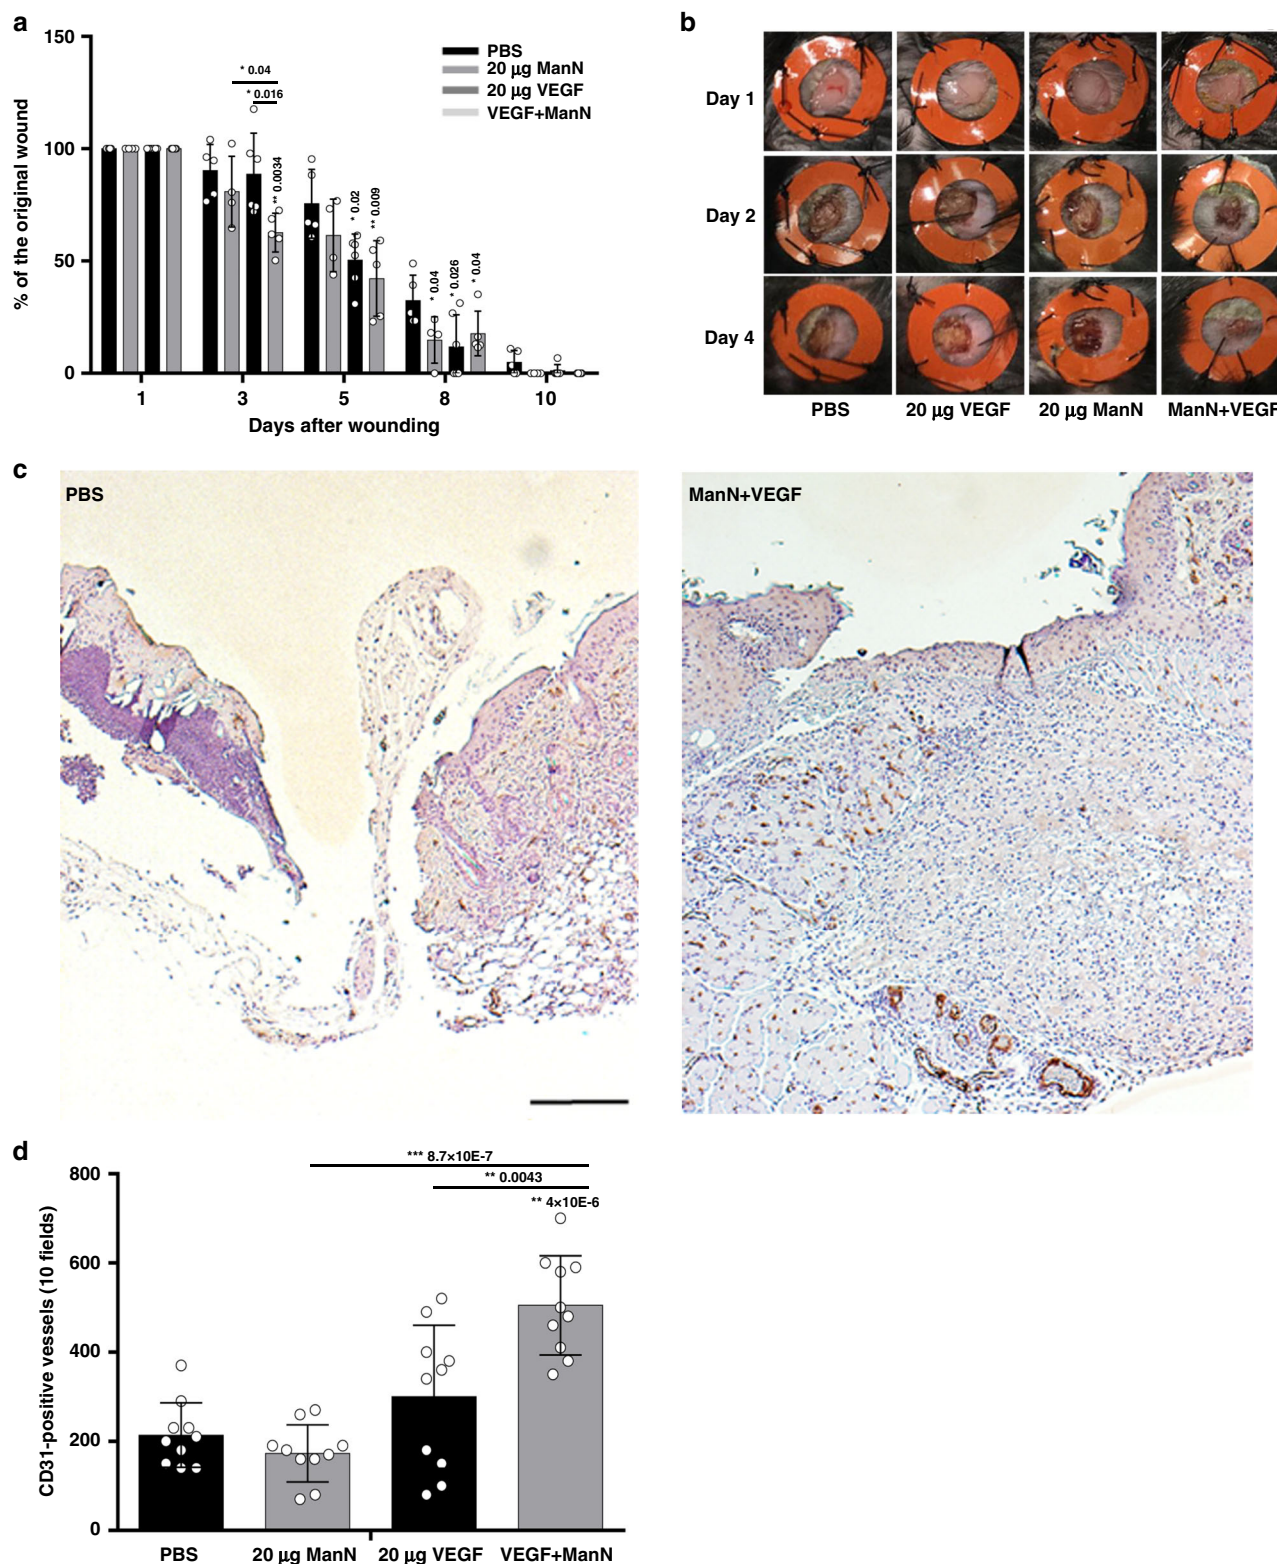 a
150
100
50
0
% of the original wound
PBS
20 μg ManN
20 μg VEGF
VEGF+ManN
* 0.04
* 0.016
** 0.0034
* 0.02
** 0.009
* 0.04
* 0.026
* 0.04
1 3 5 8 10
Days after wounding
b
Day 1
Day 2
Day 4
PBS 20 μg VEGF 20 μg ManN ManN+VEGF
c
PBS
ManN+VEGF
d
*** 8.7×10E-7
** 0.0043
** 4×10E-6
800
600
400
200
0
CD31-positive vessels (10 fields)
PBS 20 μg ManN 20 μg VEGF VEGF+ManN